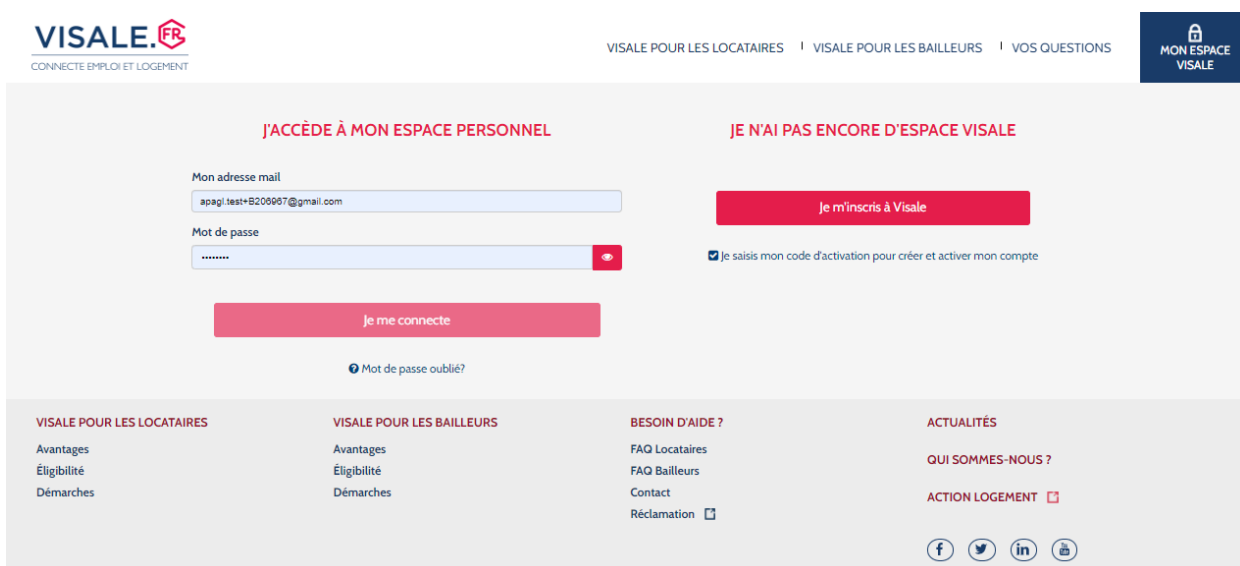 VISALE.FR
CONNECTE EMPLOI ET LOGEMENT
VISALE POUR LES LOCATAIRES
VISALE POUR LES BAILLEURS
VOS QUESTIONS
MON ESPACE
VISALE
J'ACCÈDE À MON ESPACE PERSONNEL
Mon adresse mail
apagl.test+B206967@gmail.com
Mot de passe
••••••••
Je me connecte
Mot de passe oublié?
JE N'AI PAS ENCORE D'ESPACE VISALE
Je m'inscris à Visale
Je saisis mon code d'activation pour créer et activer mon compte
VISALE POUR LES LOCATAIRES
Avantages
Éligibilité
Démarches
VISALE POUR LES BAILLEURS
Avantages
Éligibilité
Démarches
BESOIN D'AIDE ?
FAQ Locataires
FAQ Bailleurs
Contact
Réclamation
ACTUALITÉS
QUI SOMMES-NOUS ?
ACTION LOGEMENT